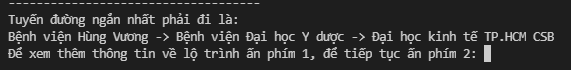 ------------------------------------
Tuyến đường ngắn nhất phải đi là:
Bệnh viện Hùng Vương -> Bệnh viện Đại học Y dược -> Đại học kinh tế TP.HCM CSB
Để xem thêm thông tin về lộ trình ấn phím 1, để tiếp tục ấn phím 2: